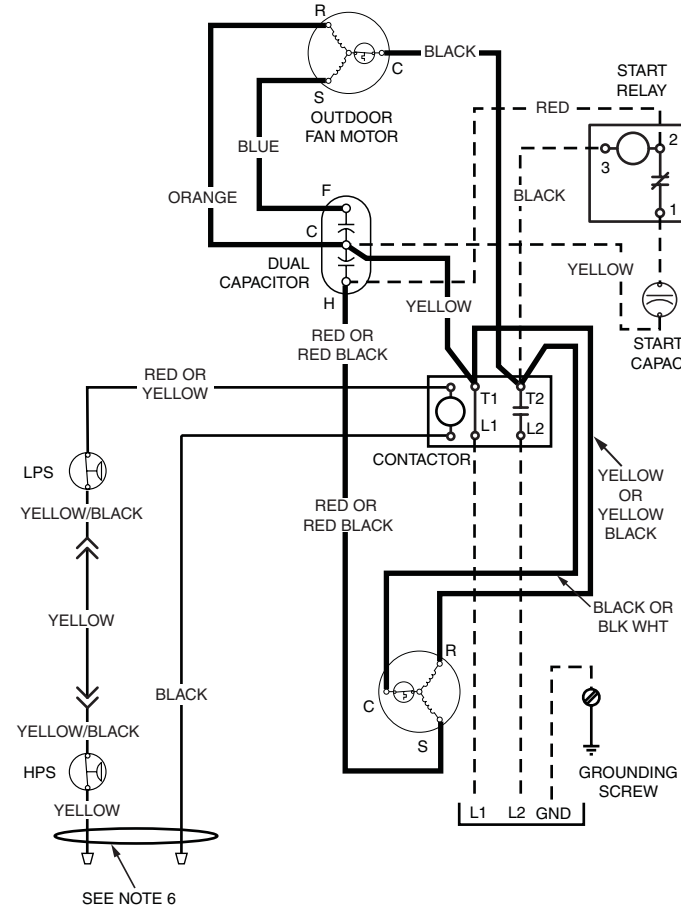 R
BLACK
C
S
OUTDOOR
FAN MOTOR
START
RELAY
RED
2
3
1
BLUE
BLACK
ORANGE
F
C
DUAL
CAPACITOR
H
YELLOW
YELLOW
START
CAPAC
RED OR
RED BLACK
RED OR
YELLOW
T1
T2
L1
L2
CONTACTOR
LPS
YELLOW/BLACK
RED OR
RED BLACK
YELLOW
OR
YELLOW
BLACK
YELLOW
BLACK OR
BLK WHT
R
C
S
BLACK
YELLOW/BLACK
HPS
YELLOW
GROUNDING
SCREW
L1
L2
GND
SEE NOTE 6